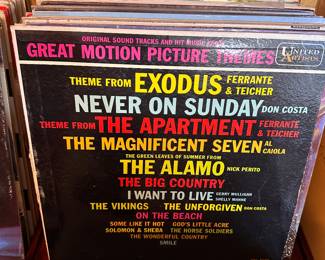 ORIGINAL SOUND TRACKS AND HIT MUSIC FROM
GREAT MOTION PICTURE THEMES
UNITED ARTISTS
THEME FROM EXODUS FERRANTE & TEICHER
NEVER ON SUNDAY DON COSTA
THEME FROM THE APARTMENT FERRANTE & TEICHER
THE MAGNIFICENT SEVEN AL CAIOLA
THE GREEN LEAVES OF SUMMER FROM
THE ALAMO NICK PERITO
THE BIG COUNTRY
I WANT TO LIVE GERRY MULLIGAN SHELLY MANNE
THE VIKINGS THE UNFORGIVEN DON COSTA
ON THE BEACH
SOME LIKE IT HOT GOD'S LITTLE ACRE
SOLOMON & SHEBA THE HORSE SOLDIERS
THE WONDERFUL COUNTRY
SMILE